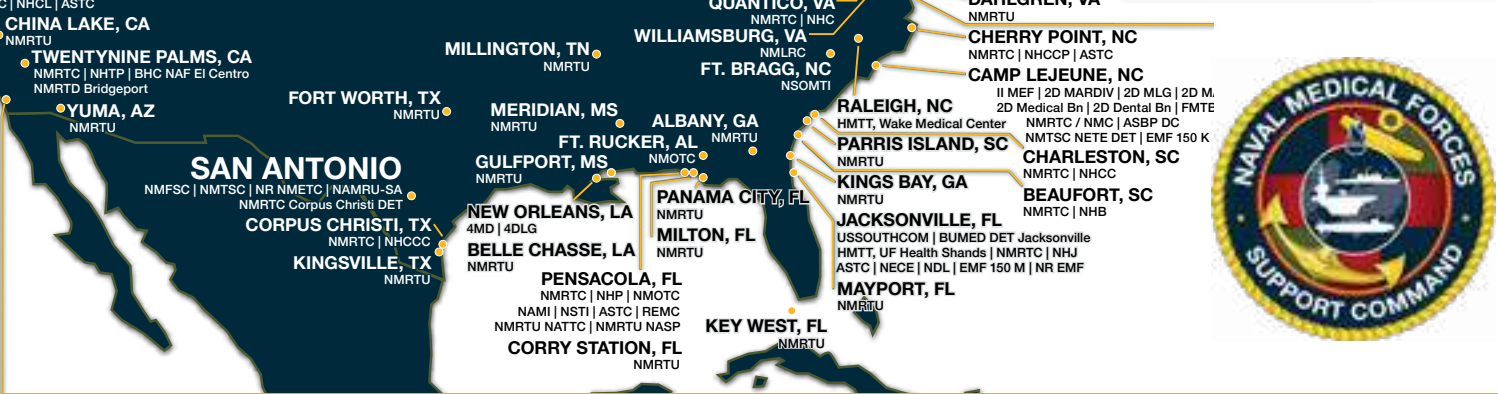 C | NHCL | ASTC
CHINA LAKE, CA
NMRTU
TWENTYNINE PALMS, CA
NMRTC | NHTP | BHC NAF El Centro
NMRTD Bridgeport
YUMA, AZ
NMRTU
SAN ANTONIO
NMFSC | NMTSC | NR NMETC | NAMRU-SA
NMRTC Corpus Christi DET
CORPUS CHRISTI, TX
NMRTC | NHCCC
KINGSVILLE, TX
NMRTU
FORT WORTH, TX
NMRTU
MILLINGTON, TN
NMRTU
MERIDIAN, MS
NMRTU
FT. RUCKER, AL
NMOTC
GULFPORT, MS
NMRTU
ALBANY, GA
NMRTU
NEW ORLEANS, LA
4MD | 4DLG
BELLE CHASSE, LA
NMRTU
PANAMA CITY, FL
NMRTU
MILTON, FL
NMRTU
PENSACOLA, FL
NMRTC | NHP | NMOTC
NAMI | NSTI | ASTC | REMC
NMRTU NATTC | NMRTU NASP
CORRY STATION, FL
NMRTU
KEY WEST, FL
NMRTU
QUANTICO, VA
NMRTC | NHC
WILLIAMSBURG, VA
NMLRC
FT. BRAGG, NC
NSOMTI
DAHLGREN, VA
NMRTU
CHERRY POINT, NC
NMRTC | NHCCP | ASTC
CAMP LEJEUNE, NC
II MEF | 2D MARDIV | 2D MLG | 2D M
2D Medical Bn | 2D Dental Bn | FMTB
NMRTC / NMC | ASBP DC
NMTSC NETE DET | EMF 150 K
RALEIGH, NC
HMTT, Wake Medical Center
PARRIS ISLAND, SC
NMRTU
CHARLESTON, SC
NMRTC | NHCC
KINGS BAY, GA
NMRTU
BEAUFORT, SC
NMRTC | NHB
JACKSONVILLE, FL
USSOUTHCOM | BUMED DET Jacksonville
HMTT, UF Health Shands | NMRTC | NHJ
ASTC | NECE | NDL | EMF 150 M | NR EMF
MAYPORT, FL
NMRTU
NAVAL MEDICAL FORCES
SUPPORT COMMAND